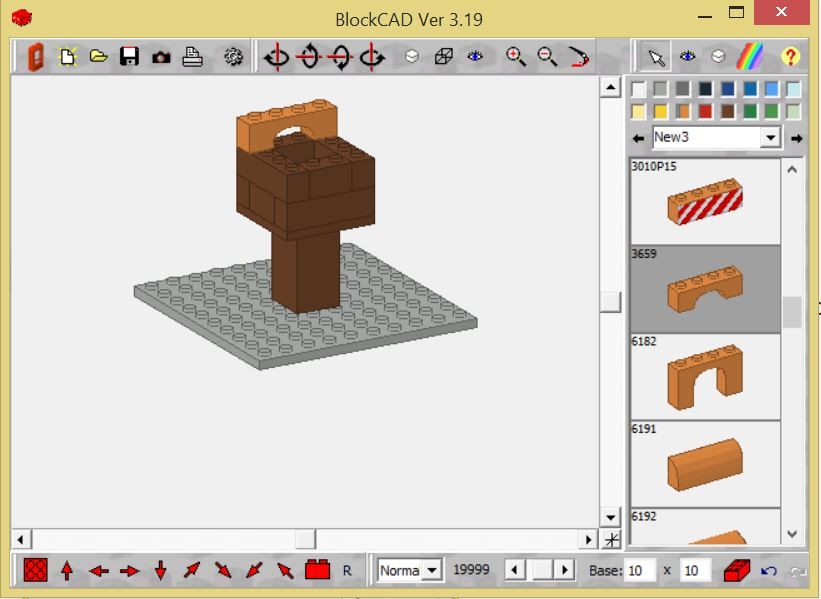 BlockCAD Ver 3.19
New3
3010P15
3659
6182
6191
6192
R
Norma
19999
Base: 10 x 10